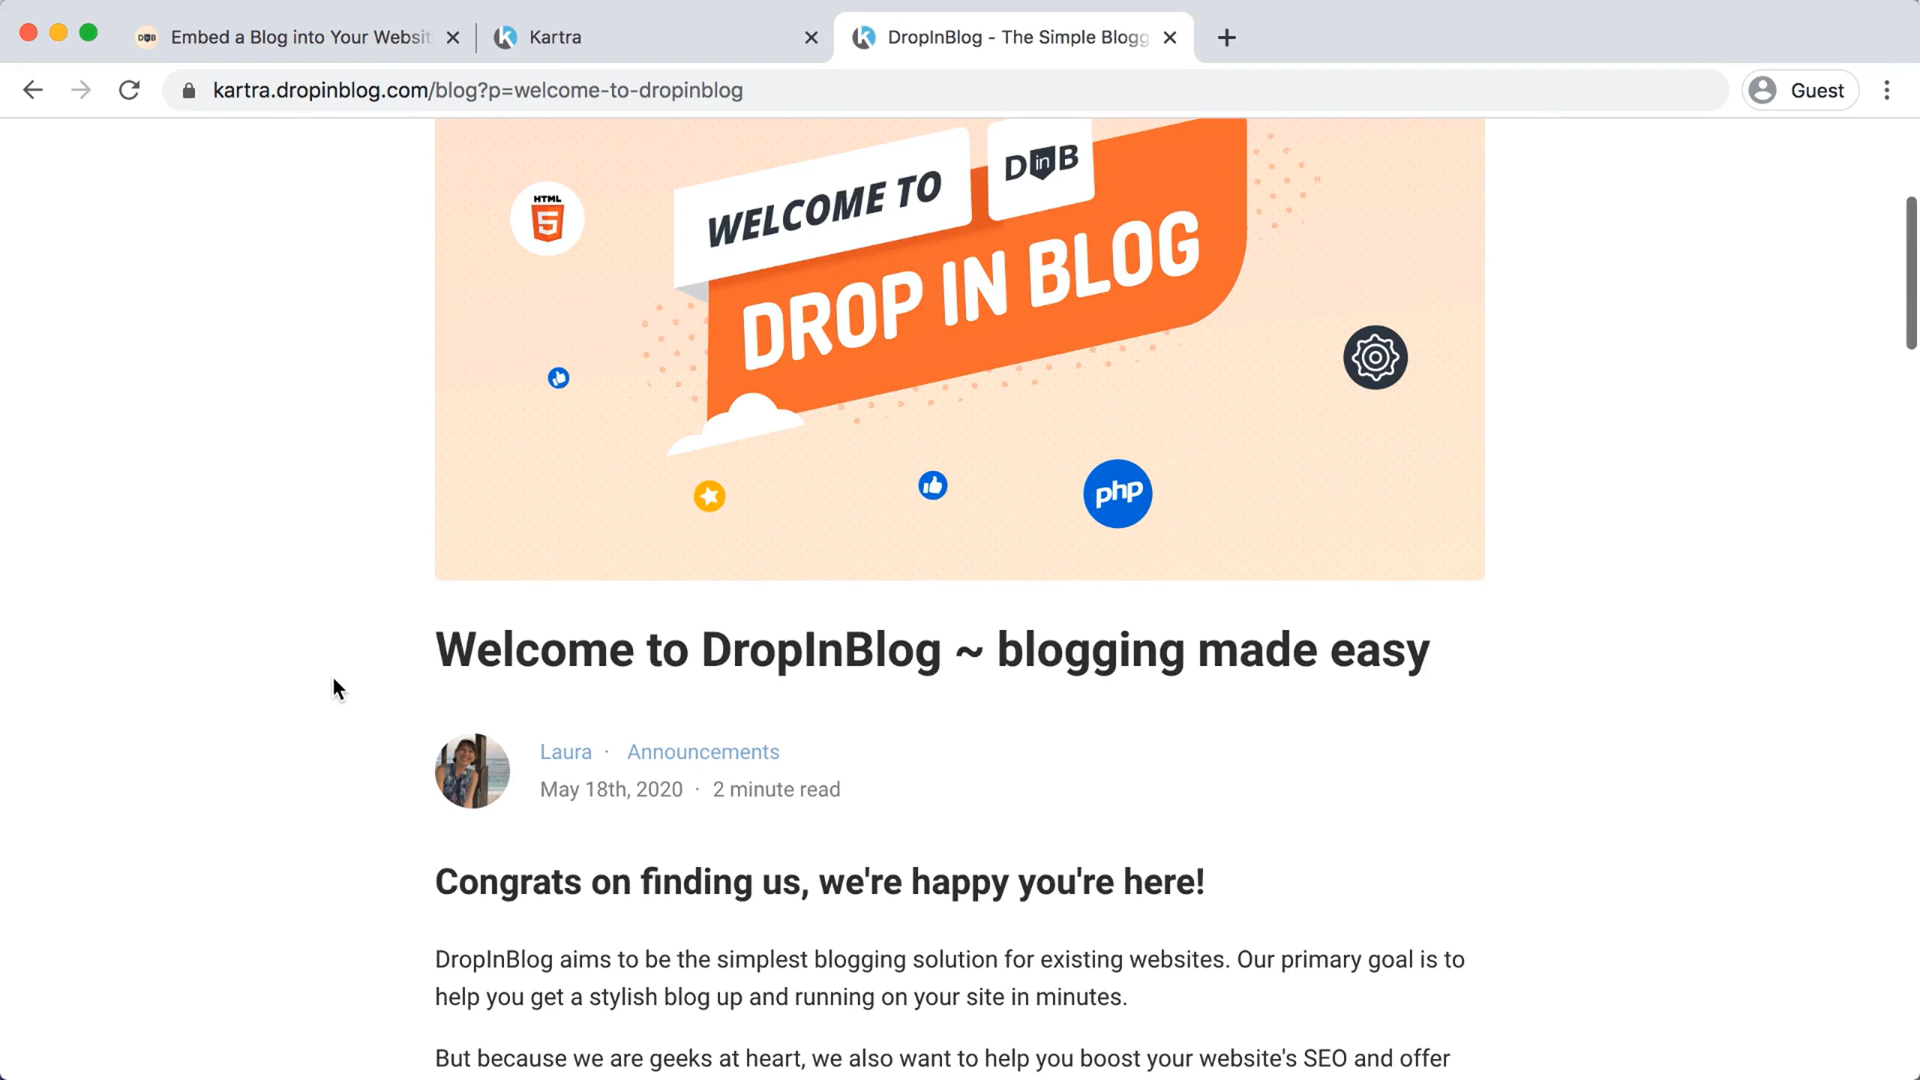 Embed a Blog into Your Websit
Kartra
DropInBlog - The Simple Blogg
kartra.dropinblog.com/blog?p=welcome-to-dropinblog
Guest
WELCOME TO
D in B
DROP IN BLOG
HTML
5
php
Welcome to DropInBlog ~ blogging made easy
Laura · Announcements
May 18th, 2020 · 2 minute read
Congrats on finding us, we're happy you're here!
DropInBlog aims to be the simplest blogging solution for existing websites. Our primary goal is to
help you get a stylish blog up and running on your site in minutes.
But because we are geeks at heart, we also want to help you boost your website's SEO and offer